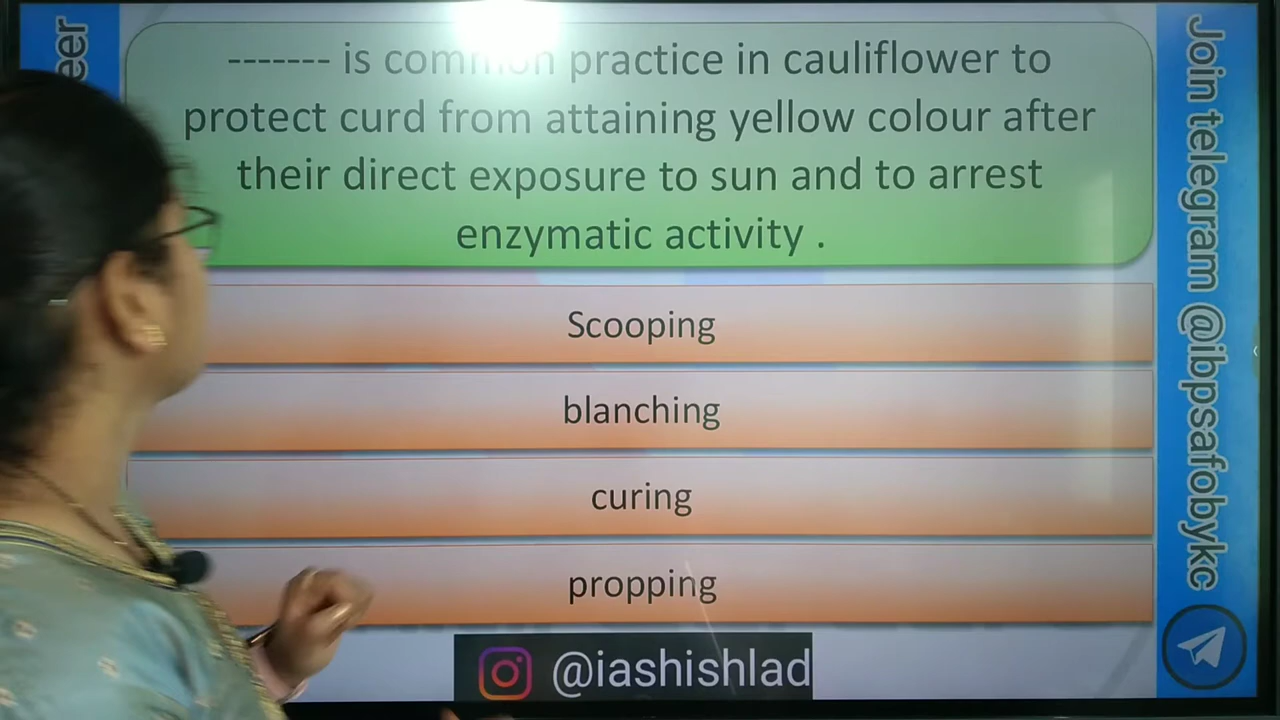 eer
------- is common practice in cauliflower to
protect curd from attaining yellow colour after
their direct exposure to sun and to arrest
enzymatic activity .
Scooping
blanching
curing
propping
@iashishlad
Join telegram @ibpsafobykc